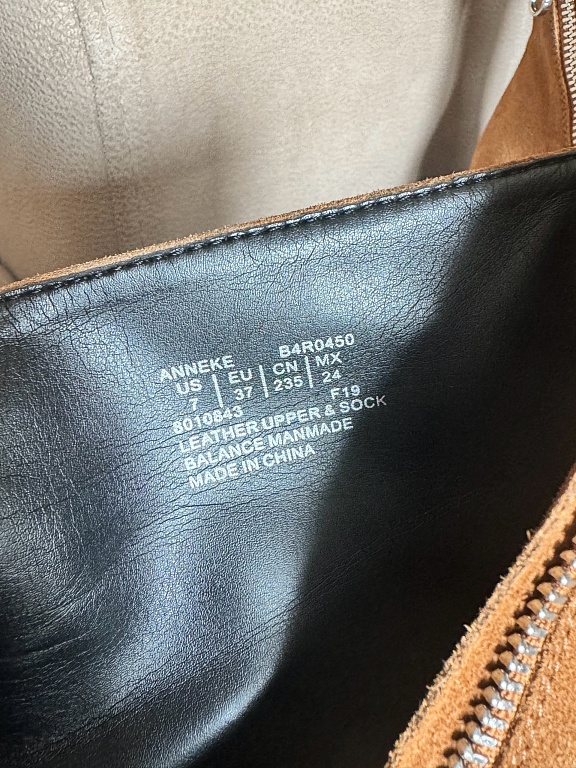 ANNEKE B4R0450
US | EU | CN | MX
7 | 37 | 235 | 24
8010843 F19
LEATHER UPPER & SOCK
BALANCE MANMADE
MADE IN CHINA